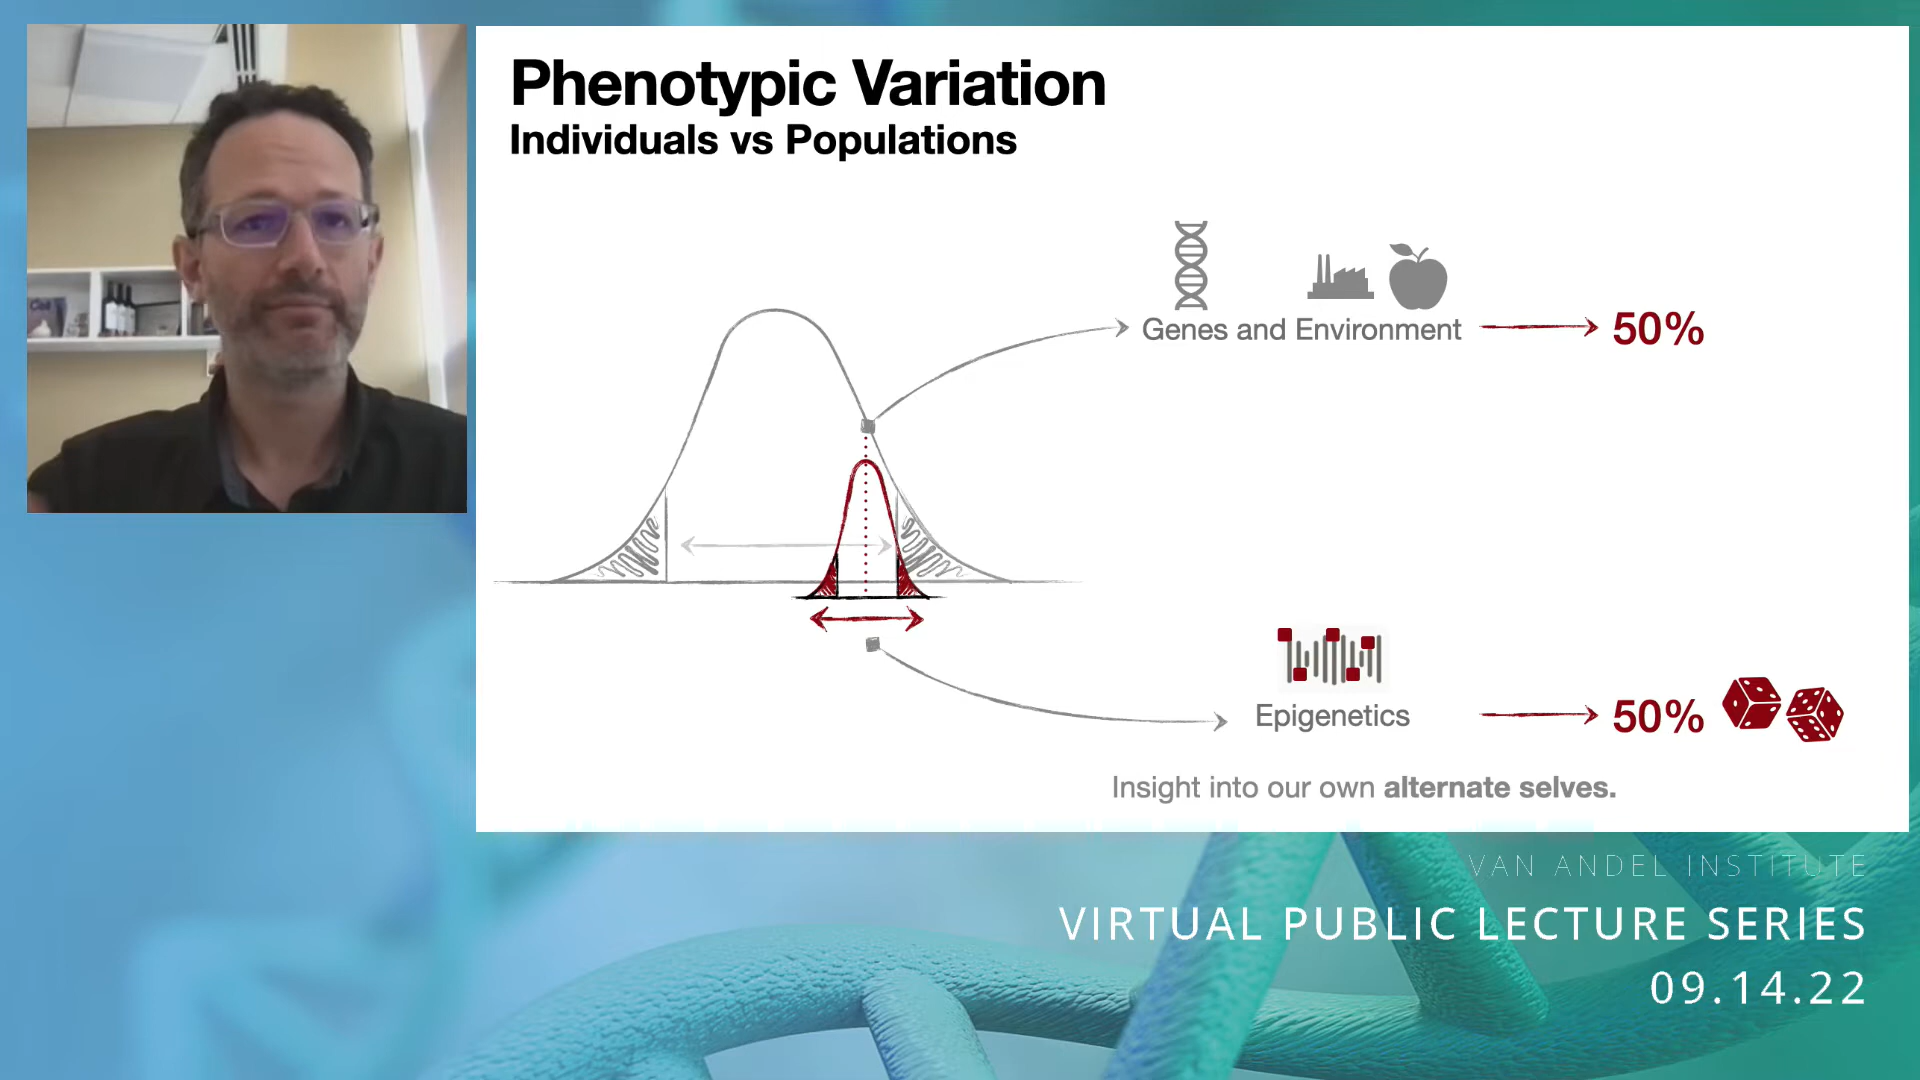 Phenotypic Variation
Individuals vs Populations
Genes and Environment
50%
Epigenetics
50%
Insight into our own alternate selves.
Cell
VAN ANDEL INSTITUTE
VIRTUAL PUBLIC LECTURE SERIES
09.14.22